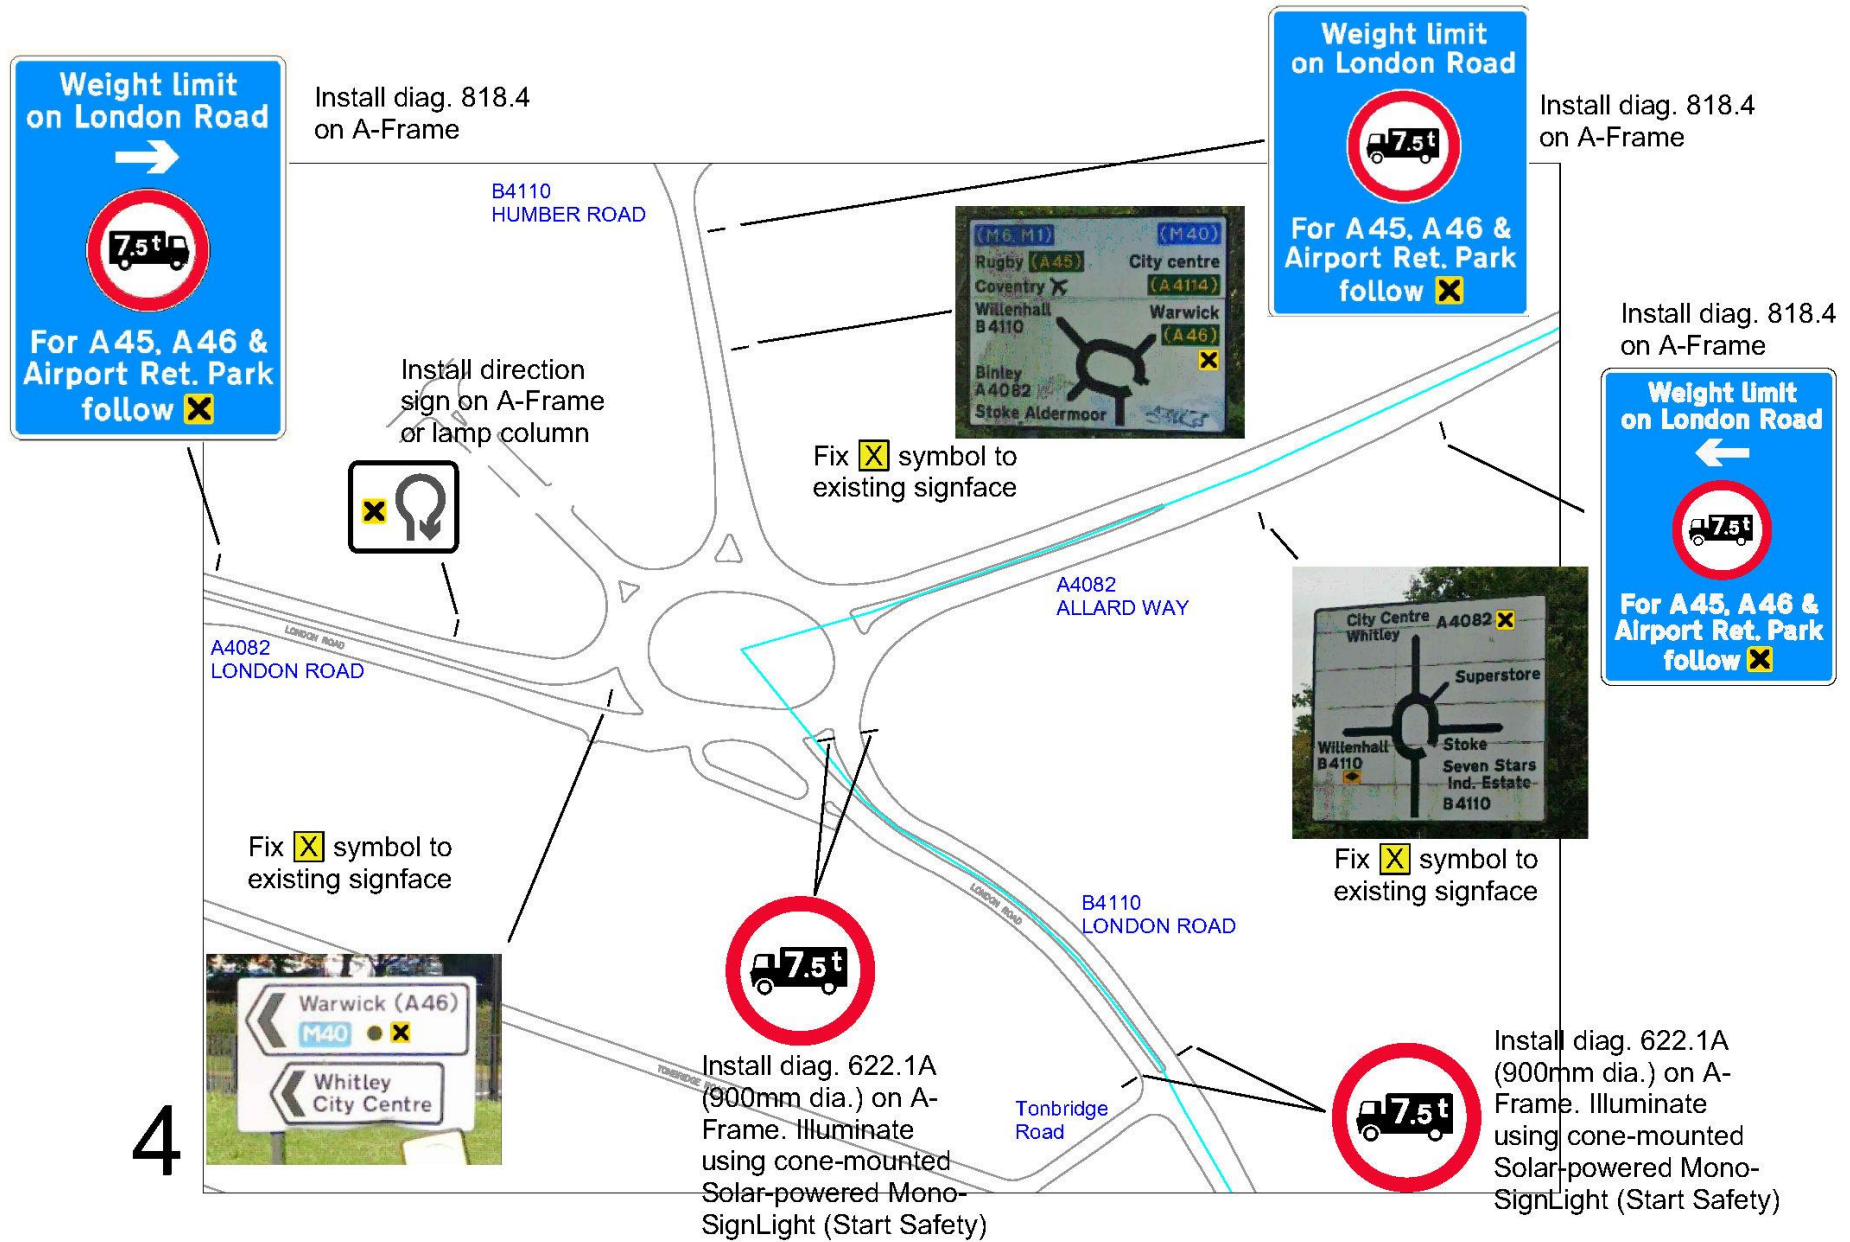 Weight limit
on London Road
7.5t
For A45, A46 &
Airport Ret. Park
follow X
Install diag. 818.4
on A-Frame
B4110
HUMBER ROAD
Weight limit
on London Road
7.5t
For A45, A46 &
Airport Ret. Park
follow X
Install diag. 818.4
on A-Frame
(M6, M1)
(M40)
Rugby (A45)
City centre
Coventry
(A4114)
Willenhall
B4110
Warwick
(A46)
X
Binley
A4082
Stoke Aldermoor
Install diag. 818.4
on A-Frame
Weight limit
on London Road
7.5t
For A45, A46 &
Airport Ret. Park
follow X
Install direction
sign on A-Frame
or lamp column
X
Fix X symbol to
existing signface
A4082
ALLARD WAY
City Centre A4082 X
Whitley
Superstore
Willenhall
B4110
Stoke
Seven Stars
Ind. Estate
B4110
Fix X symbol to
existing signface
LONDON ROAD
A4082
LONDON ROAD
Fix X symbol to
existing signface
Warwick (A46)
M40 X
Whitley
City Centre
B4110
LONDON ROAD
LONDON ROAD
7.5t
Install diag. 622.1A
(900mm dia.) on A-
Frame. Illuminate
using cone-mounted
Solar-powered Mono-
SignLight (Start Safety)
TONBRIDGE ROAD
Tonbridge
Road
7.5t
Install diag. 622.1A
(900mm dia.) on A-
Frame. Illuminate
using cone-mounted
Solar-powered Mono-
SignLight (Start Safety)
4